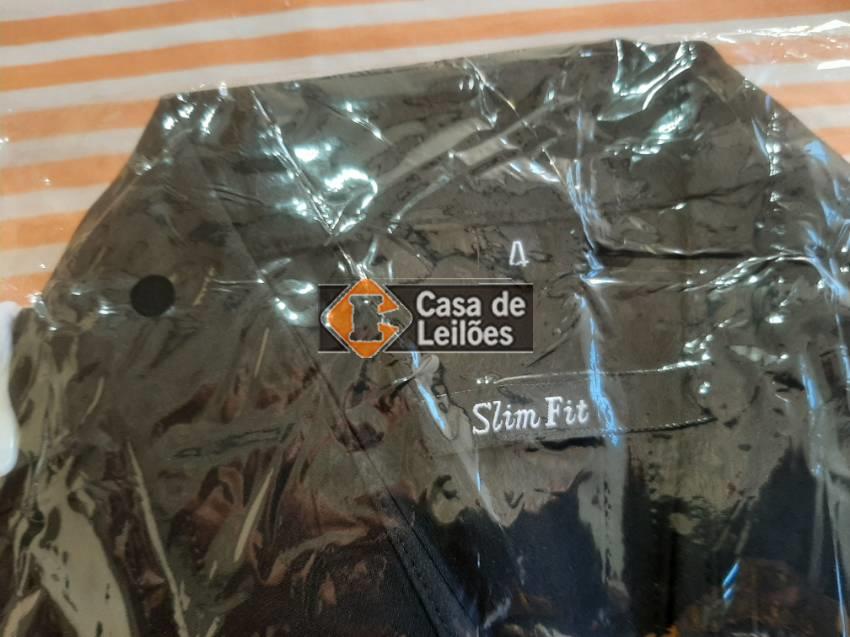 4
Casa de
Leilões
Slim Fit